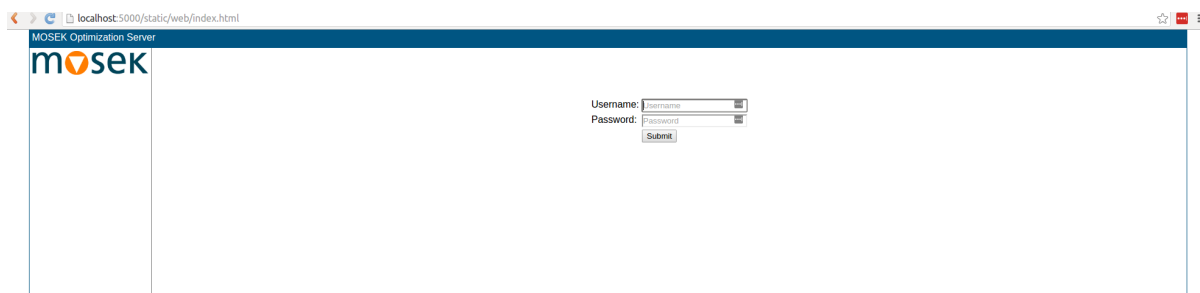 localhost:5000/static/web/index.html
MOSEK Optimization Server
mosek
Username: Username
Password: Password
Submit